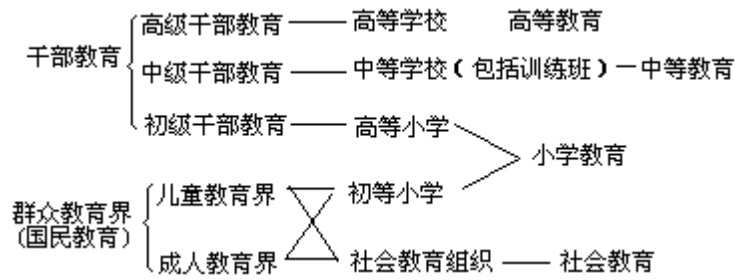 高级干部教育 高等学校 高等教育
干部教育
中级干部教育 中等学校(包括训练班) 中等教育
初级干部教育 高等小学
小学教育
儿童教育界 初等小学
群众教育界
(国民教育)
成人教育界 社会教育组织 社会教育